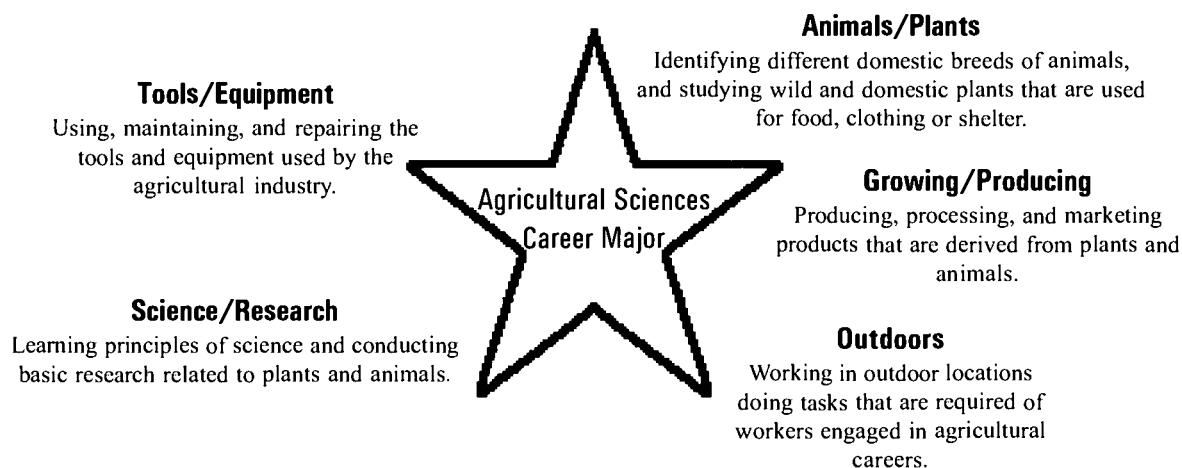 Animals/Plants
Identifying different domestic breeds of animals,
and studying wild and domestic plants that are used
for food, clothing or shelter.
Tools/Equipment
Using, maintaining, and repairing the
tools and equipment used by the
agricultural industry.
Agricultural Sciences
Career Major
Growing/Producing
Producing, processing, and marketing
products that are derived from plants and
animals.
Science/Research
Learning principles of science and conducting
basic research related to plants and animals.
Outdoors
Working in outdoor locations
doing tasks that are required of
workers engaged in agricultural
careers.